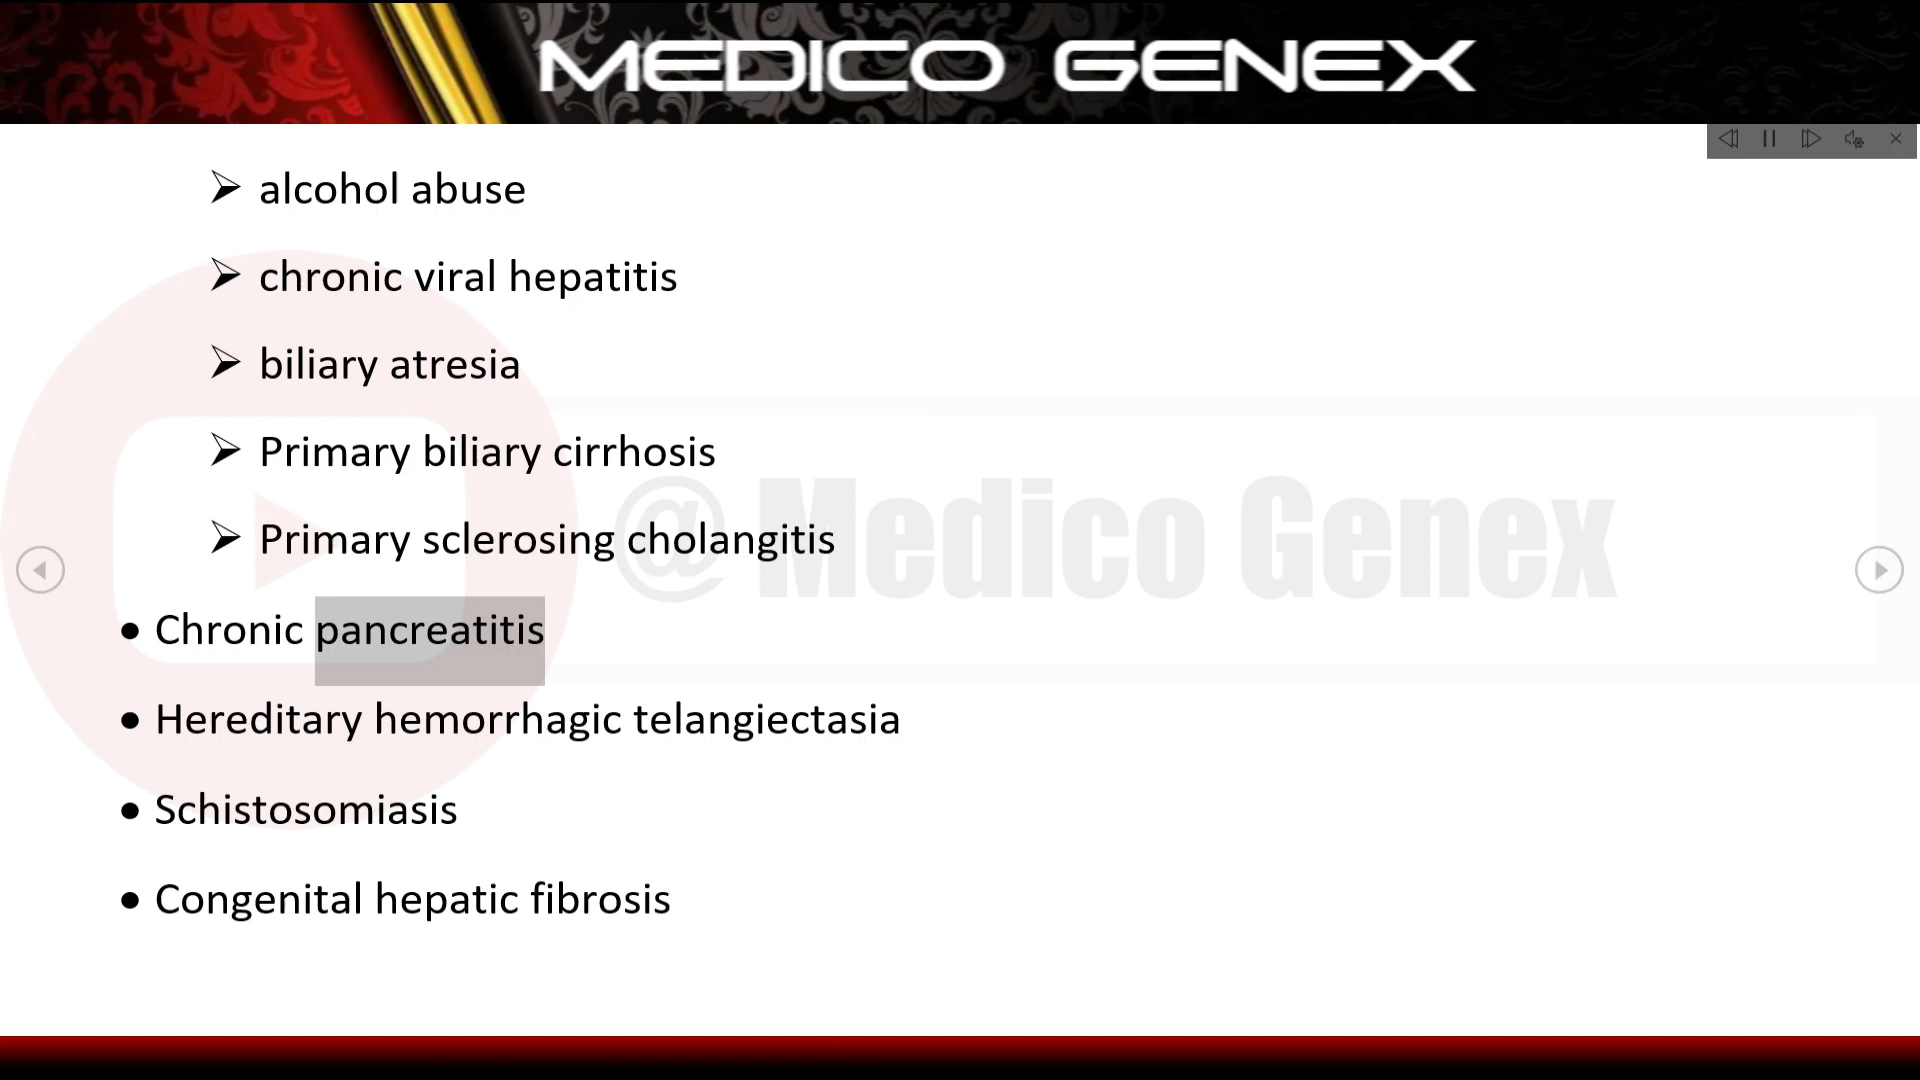 MEDICO GENEX
➢ alcohol abuse
➢ chronic viral hepatitis
➢ biliary atresia
➢ Primary biliary cirrhosis
➢ Primary sclerosing cholangitis
@ Medico Genex
• Chronic pancreatitis
• Hereditary hemorrhagic telangiectasia
• Schistosomiasis
• Congenital hepatic fibrosis